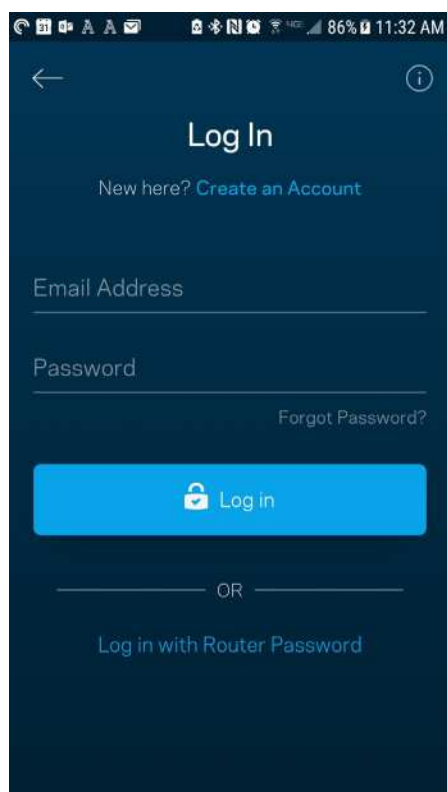 86% 11:32 AM
Log In
New here? Create an Account
Email Address
Password
Forgot Password?
Log in
OR
Log in with Router Password